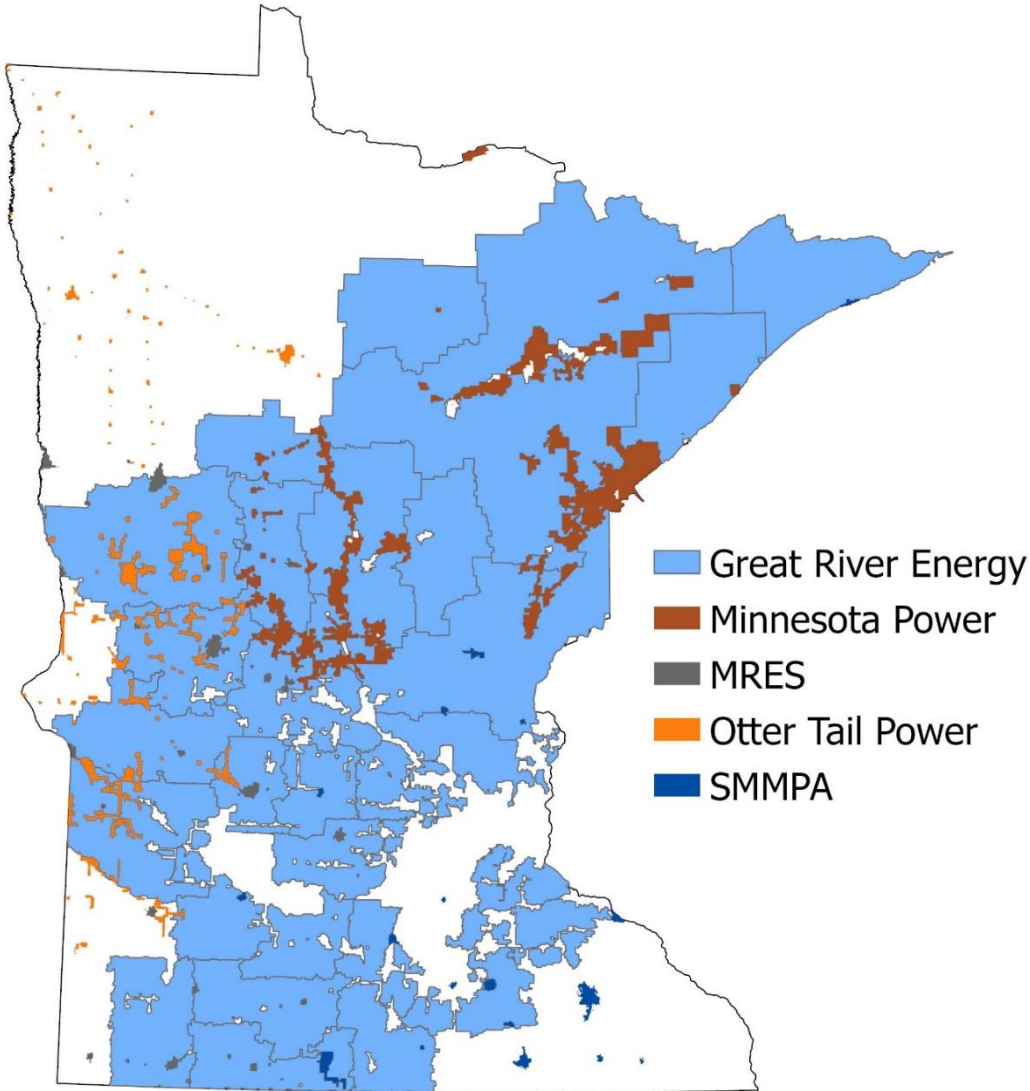 Great River Energy
Minnesota Power
MRES
Otter Tail Power
SMMPA